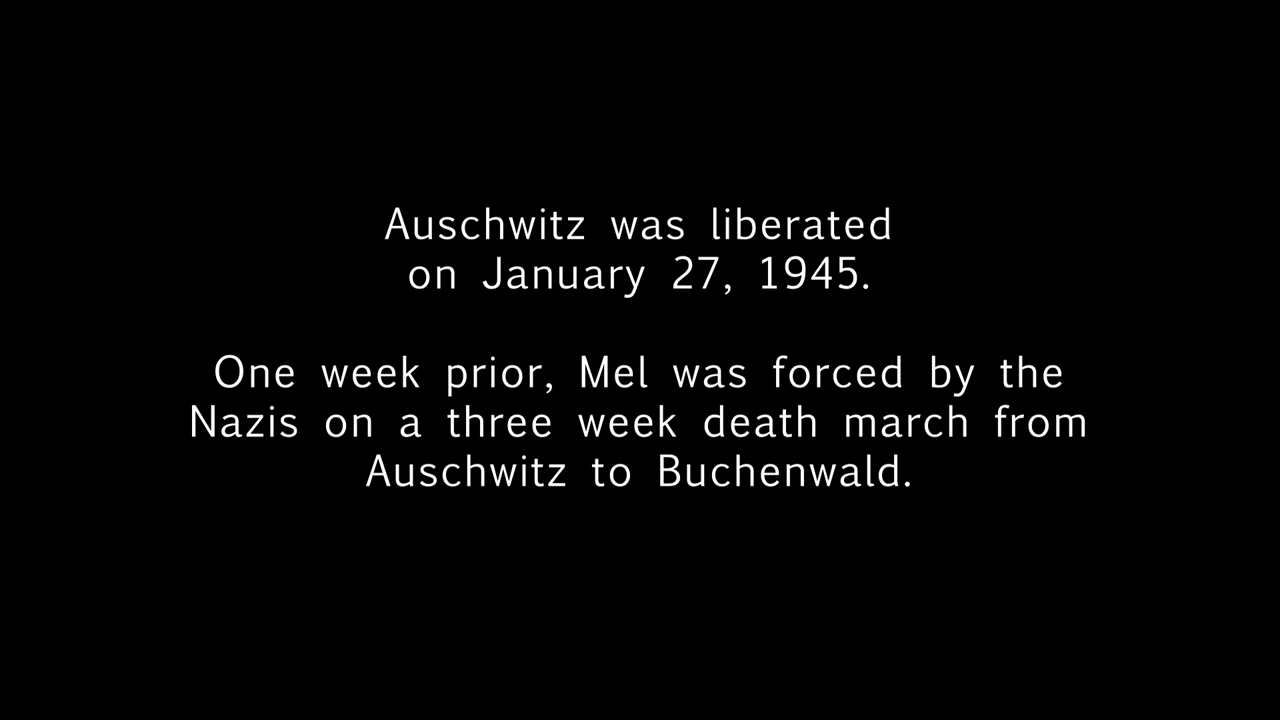 Auschwitz was liberated
on January 27, 1945.
One week prior, Mel was forced by the
Nazis on a three week death march from
Auschwitz to Buchenwald.